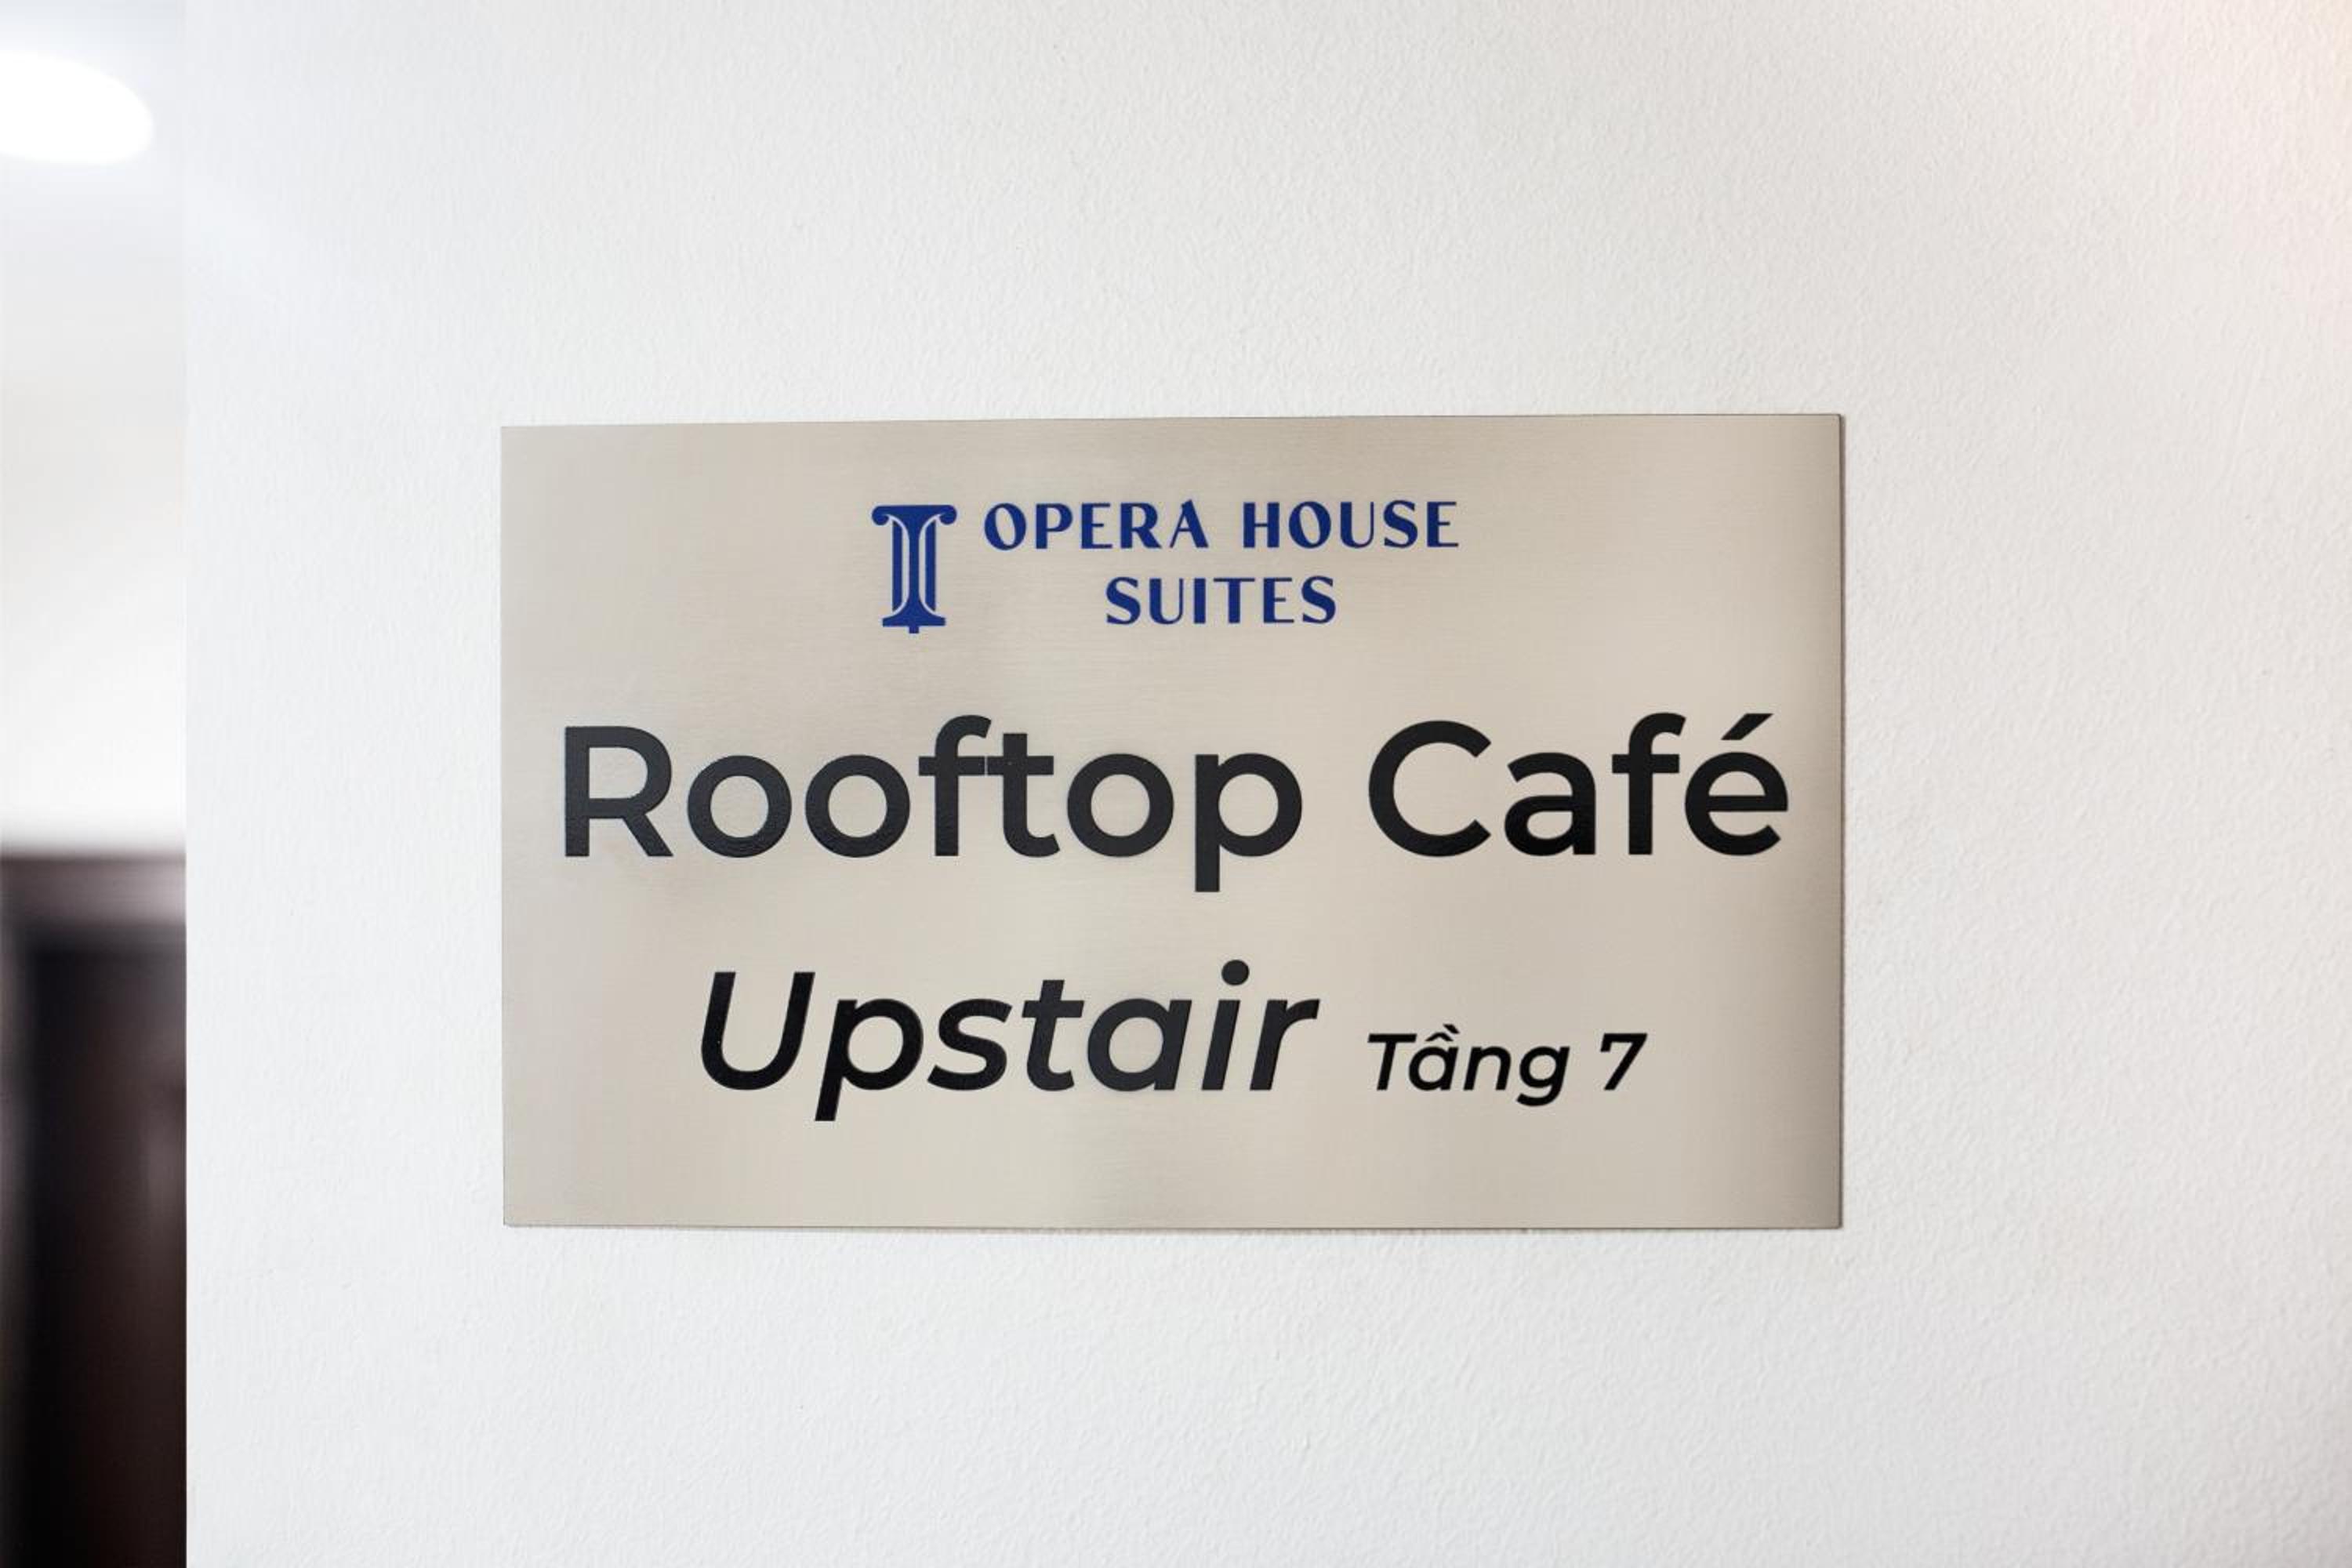 OPERA HOUSE
SUITES
Rooftop Café
Upstair Tầng 7